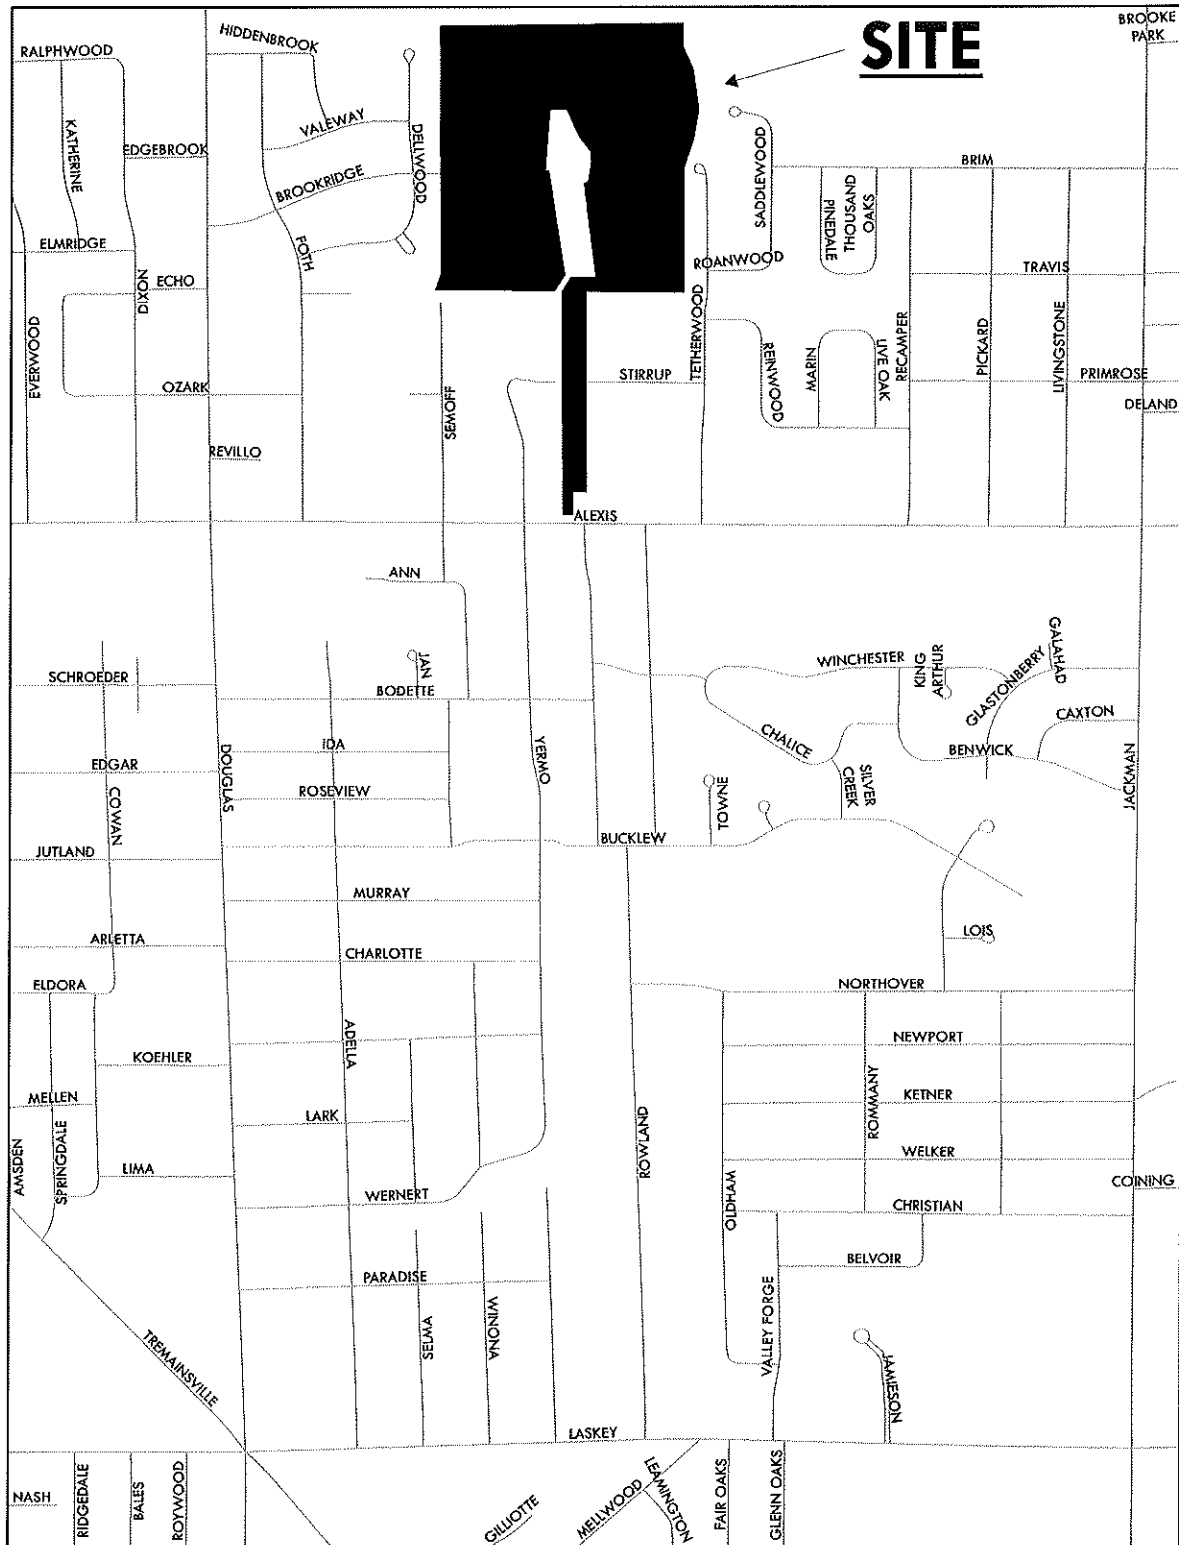 BROOKE
PARK
SITE
HIDDENBROOK
RALPHWOOD
KATHERINE
VALEWAY
DELLWOOD
EDGEBROOK
BROOKRIDGE
SADDLEWOOD
BRIM
THOUSAND
OAKS
PINEDALE
ELMRIDGE
FOTH
ROANWOOD
TRAVIS
ECHO
DIXON
EVERWOOD
TETHERWOOD
REINWOOD
MARIN
LIVE OAK
RECAMPER
PICKARD
LIVINGSTONE
STIRRUP
PRIMROSE
OZARK
SEMOFF
DELAND
REVILLO
ALEXIS
ANN
JAN
SCHROEDER
BODETTE
WINCHESTER
KING
ARTHUR
GLASTONBERRY
GALAHAD
CAXTON
CHALICE
BENWICK
IDA
YERMO
EDGAR
DOUGLAS
COWAN
ROSEVIEW
TOWNE
SILVER
CREEK
JACKMAN
BUCKLEW
JUTLAND
MURRAY
ARLETTA
CHARLOTTE
LOIS
ELDORA
NORTHOVER
ADELLA
NEWPORT
KOEHLER
ROMMANY
KETNER
MELLEN
LARK
ROWLAND
SPRINGDALE
AMSDEN
LIMA
WELKER
COINING
WERNERT
OLDHAM
CHRISTIAN
BELVOIR
PARADISE
SELMA
WINONA
VALLEY FORGE
TREMAINSVILLE
JAMIESON
LASKEY
NASH
RIDGEDALE
BALES
ROYWOOD
GILLIOTTE
MELLWOOD
LEAMINGTON
FAIR OAKS
GLENN OAKS